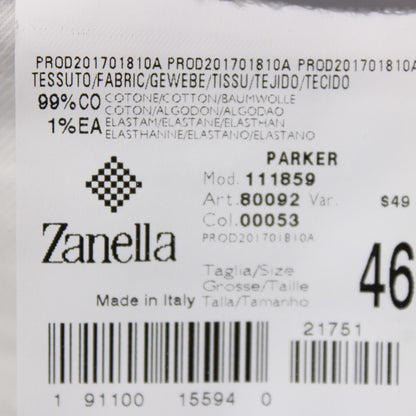 PROD201701810A PROD201701810A PROD201701810A
TESSUTO/FABRIC/GEWEBE/TISSU/TEJIDO/TECIDO
99%CO COTONE/COTTON/BAUMWOLLE
COTON/ALGODON/ALGODAO
1%EA ELASTAM/ELASTANE/ELASTHAN
ELASTHANNE/ELASTANO/ELASTANO
PARKER
Mod. 111859
Art. 80092 Var. S49
Col. 00053
PROD201701810A
Zanella
Taglia/Size
Grosse/Taille
Talla/Tamanho
46
Made in Italy
21751
1 91100 15594 0